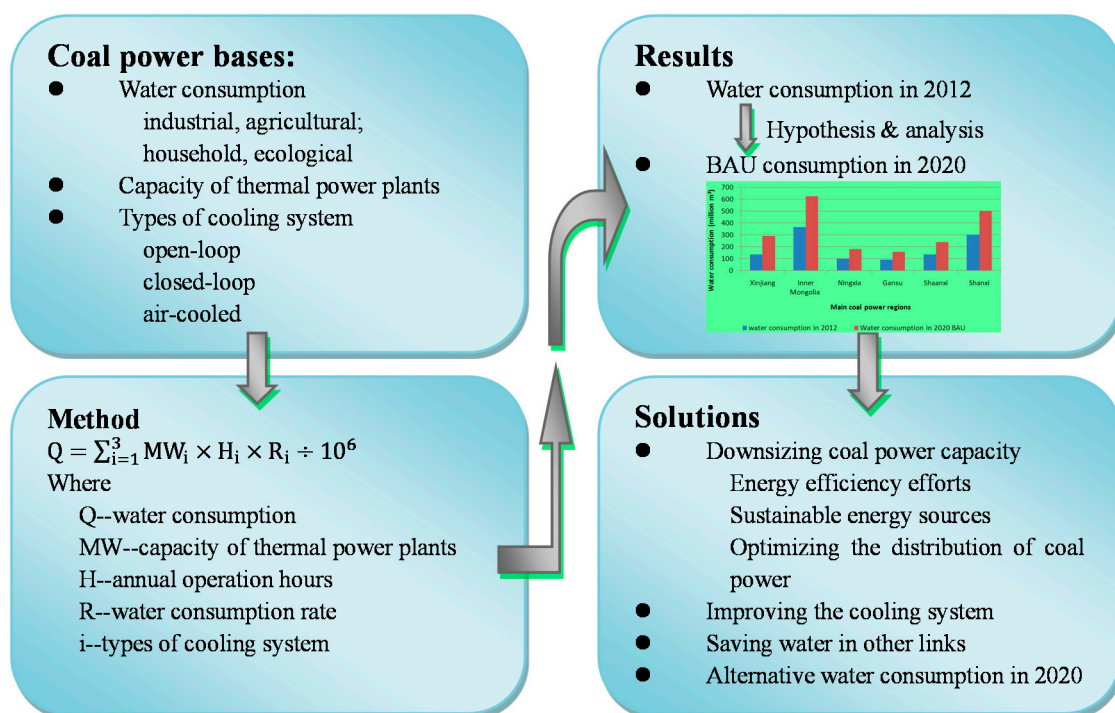 Coal power bases:
● Water consumption
industrial, agricultural;
household, ecological
● Capacity of thermal power plants
● Types of cooling system
open-loop
closed-loop
air-cooled
Method
Q = ∑³ᵢ₌₁ MWᵢ × Hᵢ × Rᵢ ÷ 10⁶
Where
Q--water consumption
MW--capacity of thermal power plants
H--annual operation hours
R--water consumption rate
i--types of cooling system
Results
● Water consumption in 2012
Hypothesis & analysis
● BAU consumption in 2020
Water consumption (million m³)
700
600
500
400
300
200
100
0
Xinjiang
Inner
Mongolia
Ningxia
Gansu
Shaanxi
Shanxi
Main coal power regions
water consumption in 2012
Water consumption in 2020 BAU
Solutions
● Downsizing coal power capacity
Energy efficiency efforts
Sustainable energy sources
Optimizing the distribution of coal
power
● Improving the cooling system
● Saving water in other links
● Alternative water consumption in 2020